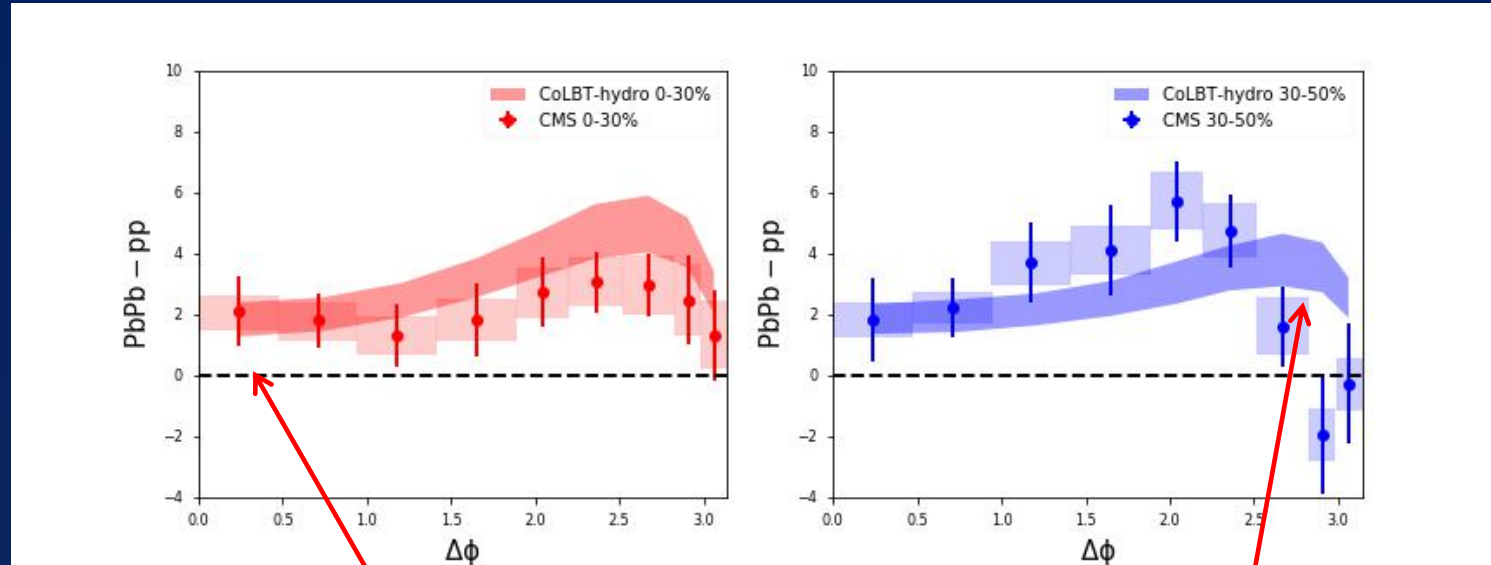 10
8
6
4
2
0
−2
−4
PbPb − pp
CoLBT-hydro 0-30%
CMS 0-30%
0.0 0.5 1.0 1.5 2.0 2.5 3.0
Δϕ
10
8
6
4
2
0
−2
−4
PbPb − pp
CoLBT-hydro 30-50%
CMS 30-50%
0.0 0.5 1.0 1.5 2.0 2.5 3.0
Δϕ